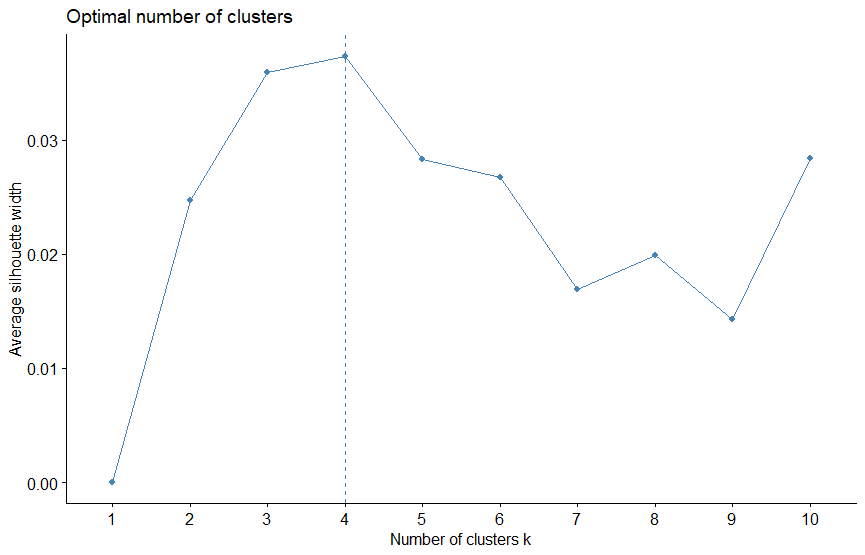 Optimal number of clusters
Average silhouette width
0.03
0.02
0.01
0.00
1 2 3 4 5 6 7 8 9 10
Number of clusters k